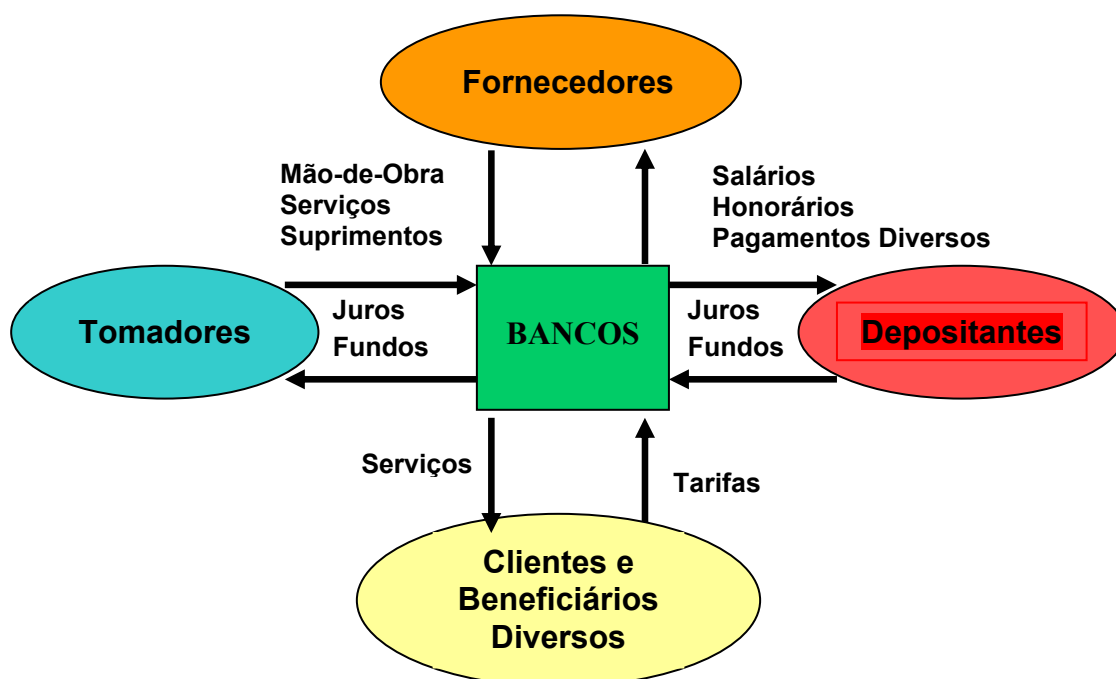 Fornecedores
Mão-de-Obra
Serviços
Suprimentos
Salários
Honorários
Pagamentos Diversos
Tomadores
Juros
Fundos
BANCOS
Juros
Fundos
Depositantes
Serviços
Tarifas
Clientes e
Beneficiários
Diversos